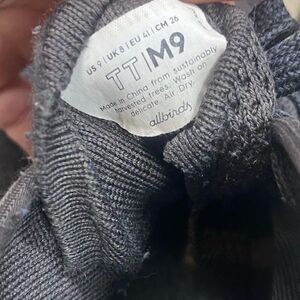 US 9 | UK 8 | EU 41 | CM 26
TT | M9
Made in China from sustainably
harvested trees. Wash on
delicate. Air Dry.
allbirds